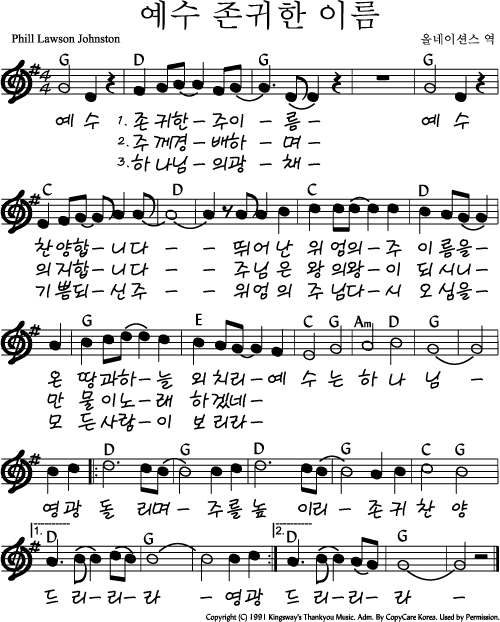 예수 존귀한 이름
Phill Lawson Johnston 올네이션스 역
G D G G
예 수 1. 존 귀한 - 주이 - 름 - 예 수
2. 주 께경 - 배하 - 며 -
3. 하 나님 - 의광 - 채 -
C D C D
찬 양합 - 니다 - - 뛰어 난 위 엄의 - 주 이 름을 -
의 지합 - 니다 - - 주님 은 왕 의왕 - 이 되 시니 -
기 쁨되 - 신주 - - 위엄 의 주 님다 - 시 오 심을 -
G E C G Am D G
온 땅 과하 - 늘 외 치리 - 예 수 는 하 나 님 -
만 물 이노 - 래 하 겠네 -
모 든 사랑 - 이 보 리라 -
D G D G C G
영 광 돌 리며 - 주를 높 이리 - 존 귀 찬 양
1. D G 2. D G
드 리 - 리 - 라 - 영광 드 리 - 리 - 라 -
Copyright (C) 1991 Kingsway's Thankyou Music. Adm. By CopyCare Korea. Used by Permission.